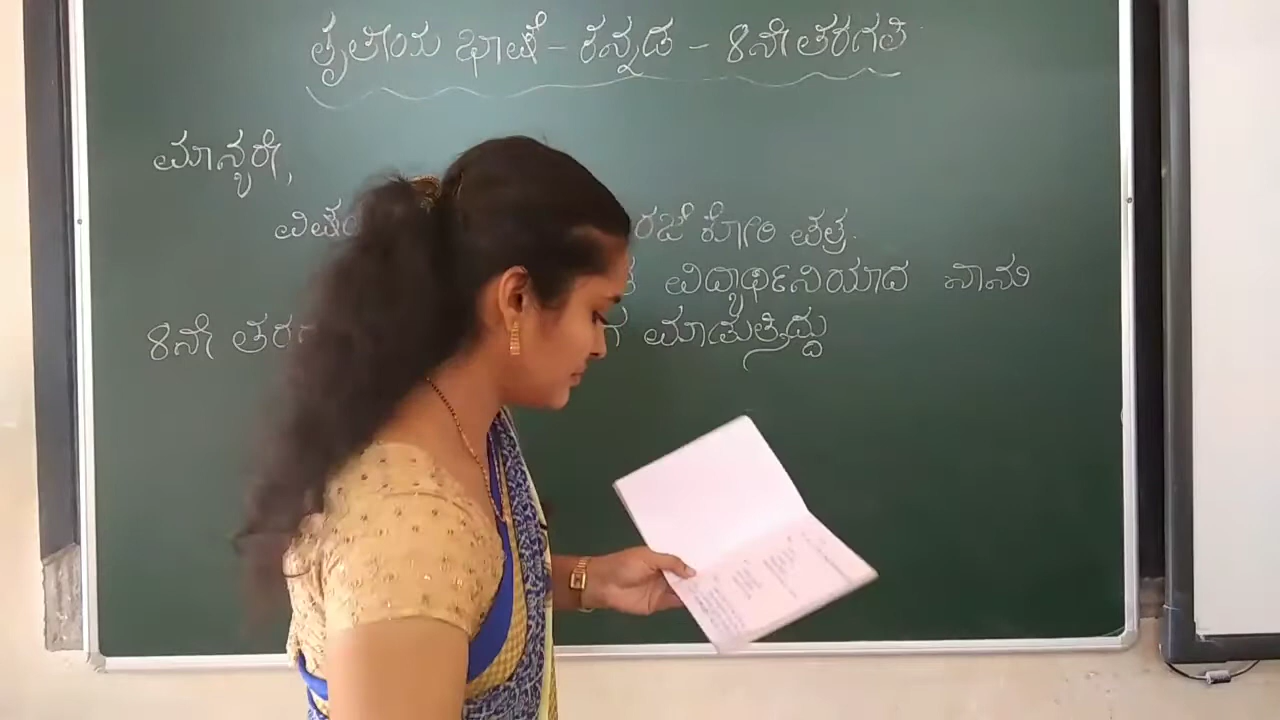 ತೃತೀಯ ಭಾಷೆ - ಕನ್ನಡ - 8ನೇ ತರಗತಿ
ಮಾನ್ಯರೇ,
ರಜೆ ಕೋರಿ ಪತ್ರ.
ವಿದ್ಯಾರ್ಥಿನಿಯಾದ ನಾನು
8ನೇ ಮಾಡುತ್ತಿದ್ದು